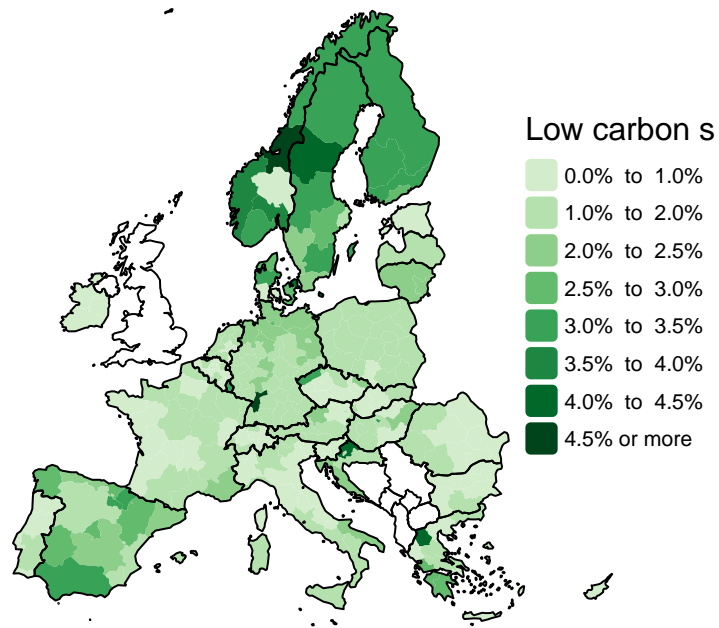 Low carbon s
0.0% to 1.0%
1.0% to 2.0%
2.0% to 2.5%
2.5% to 3.0%
3.0% to 3.5%
3.5% to 4.0%
4.0% to 4.5%
4.5% or more